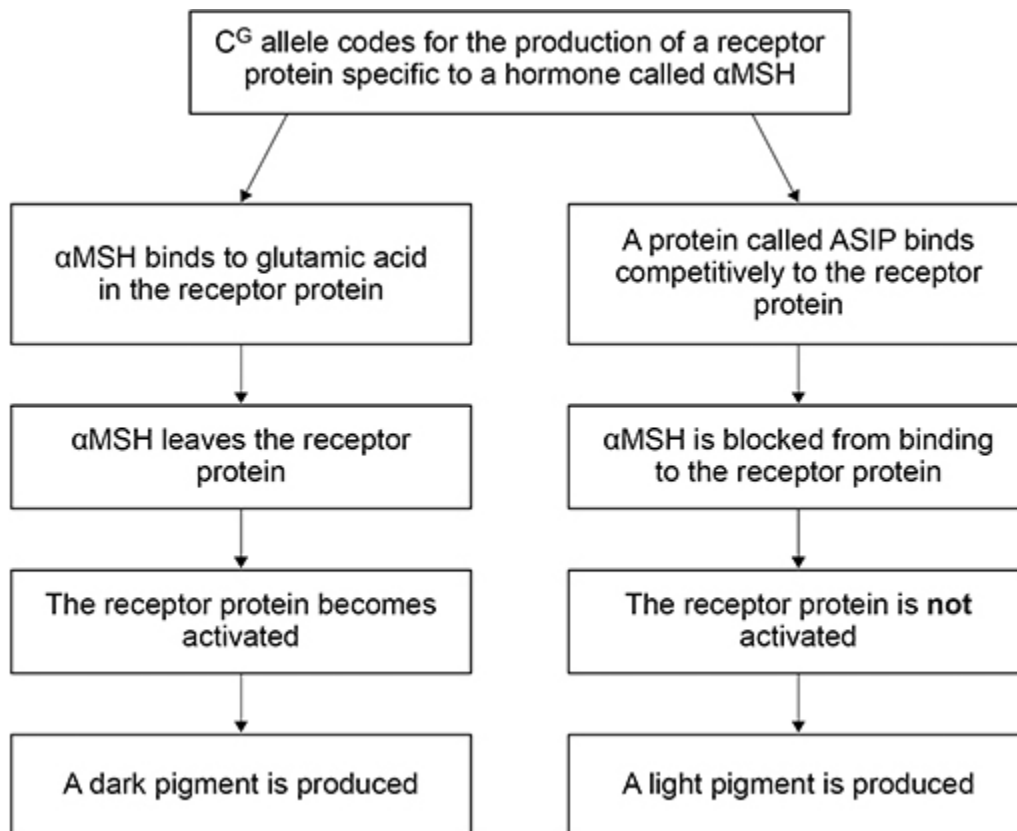 Cᴳ allele codes for the production of a receptor
protein specific to a hormone called αMSH
αMSH binds to glutamic acid
in the receptor protein
αMSH leaves the receptor
protein
The receptor protein becomes
activated
A dark pigment is produced
A protein called ASIP binds
competitively to the receptor
protein
αMSH is blocked from binding
to the receptor protein
The receptor protein is not
activated
A light pigment is produced